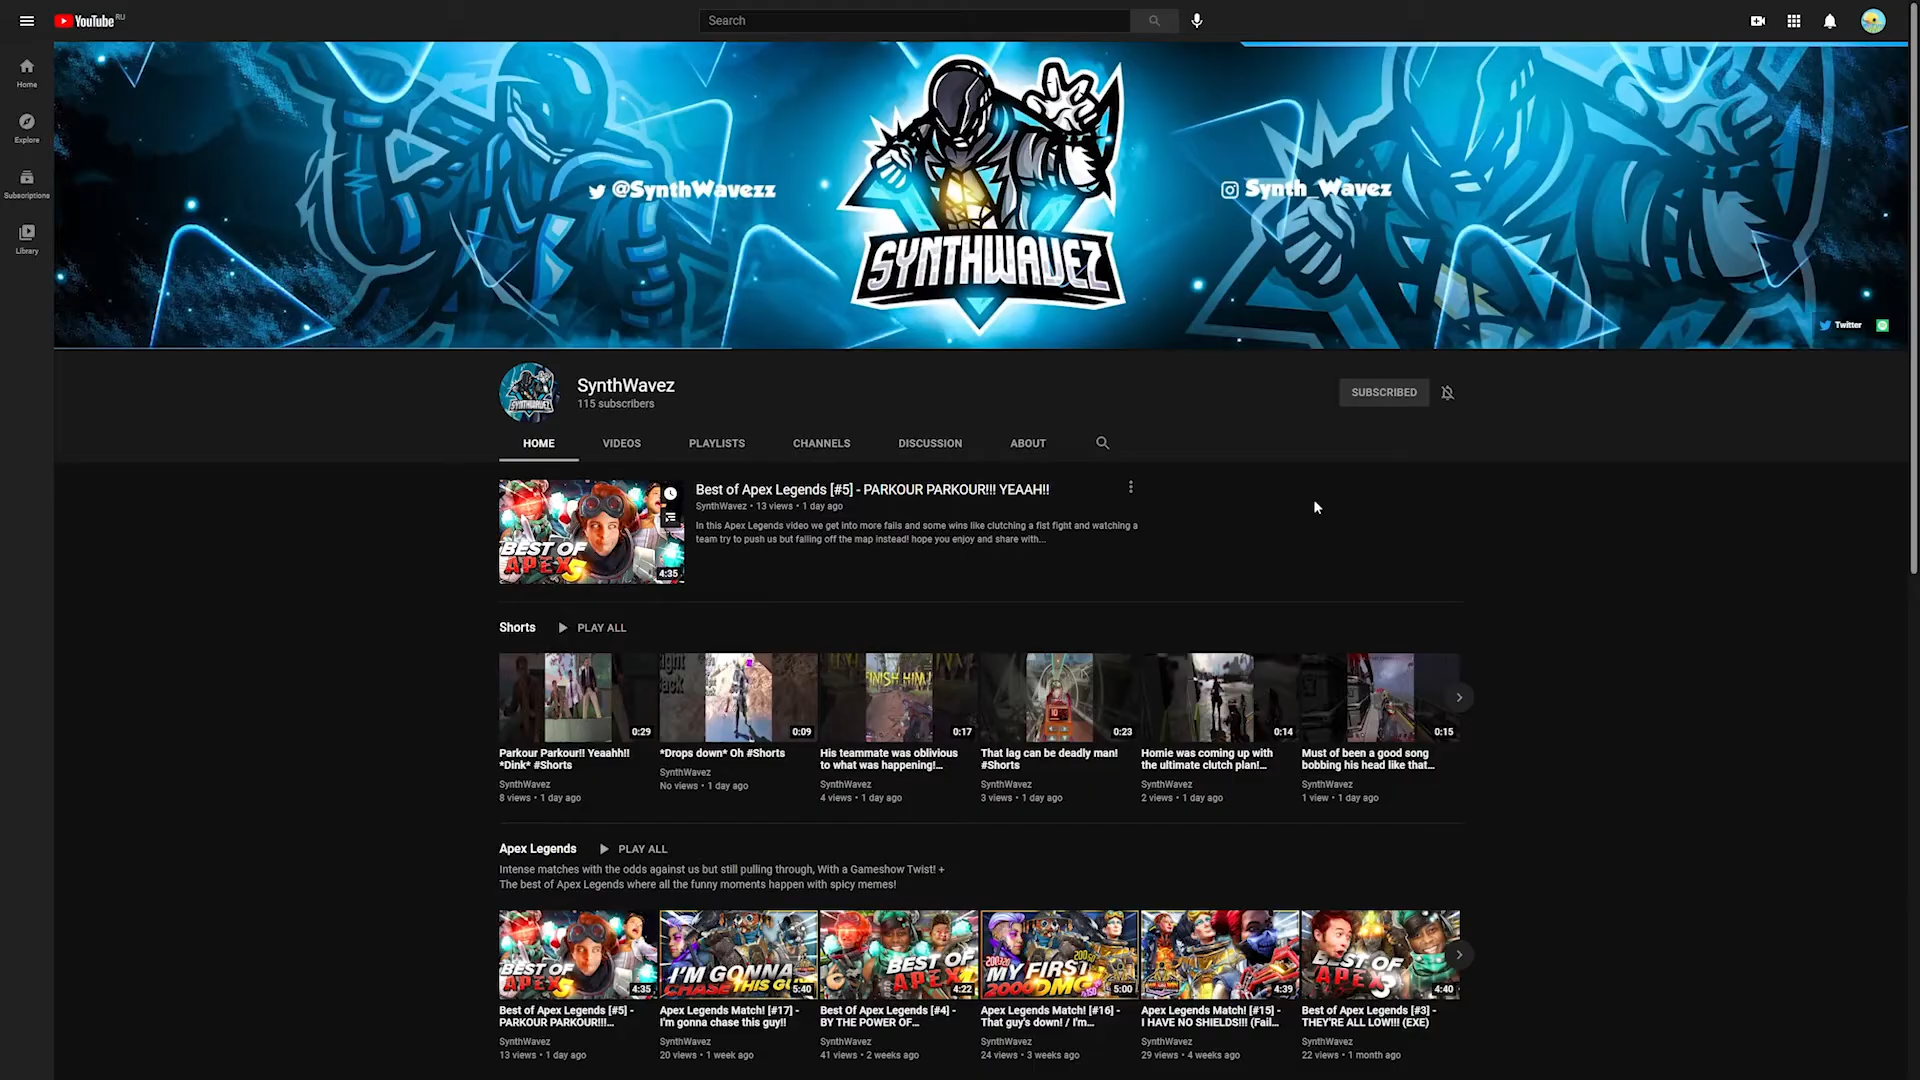 YouTube RU
Search
Home
Explore
Subscriptions
Library
@SynthWavezz
SYNTHWAVEZ
Synth_Wavez
Twitter
SynthWavez
115 subscribers
SUBSCRIBED
HOME
VIDEOS
PLAYLISTS
CHANNELS
DISCUSSION
ABOUT
BEST OF
APEX 5
4:35
Best of Apex Legends [#5] - PARKOUR PARKOUR!!! YEAAH!!
SynthWavez • 13 views • 1 day ago
In this Apex Legends video we get into more fails and some wins like clutching a fist fight and watching a
team try to push us but falling off the map instead! hope you enjoy and share with...
Shorts
PLAY ALL
0:29
Parkour Parkour!! Yeaahh!!
*Dink* #Shorts
SynthWavez
8 views • 1 day ago
0:09
*Drops down* Oh #Shorts
SynthWavez
No views • 1 day ago
FINISH HIM!
0:17
His teammate was oblivious
to what was happening!...
SynthWavez
4 views • 1 day ago
0:23
That lag can be deadly man!
#Shorts
SynthWavez
3 views • 1 day ago
0:14
Homie was coming up with
the ultimate clutch plan!...
SynthWavez
2 views • 1 day ago
0:15
Must of been a good song
bobbing his head like that...
SynthWavez
1 view • 1 day ago
Apex Legends
PLAY ALL
Intense matches with the odds against us but still pulling through, With a Gameshow Twist! +
The best of Apex Legends where all the funny moments happen with spicy memes!
BEST OF
APEX 5
4:35
Best of Apex Legends [#5] -
PARKOUR PARKOUR!!!...
SynthWavez
13 views • 1 day ago
I'M GONNA
CHASE THIS GUY
5:40
Apex Legends Match! [#17] -
I'm gonna chase this guy!!
SynthWavez
20 views • 1 week ago
BEST OF
APEX
4:22
Best Of Apex Legends [#4] -
BY THE POWER OF...
SynthWavez
41 views • 2 weeks ago
MY FIRST
2000 DMG
5:00
Apex Legends Match! [#16] -
That guy's down! / I'm...
SynthWavez
24 views • 3 weeks ago
4:39
Apex Legends Match! [#15] -
I HAVE NO SHIELDS!!! (Fail...
SynthWavez
29 views • 4 weeks ago
BEST OF
APEX 3
4:40
Best of Apex Legends [#3] -
THEY'RE ALL LOW!!! (EXE)
SynthWavez
22 views • 1 month ago